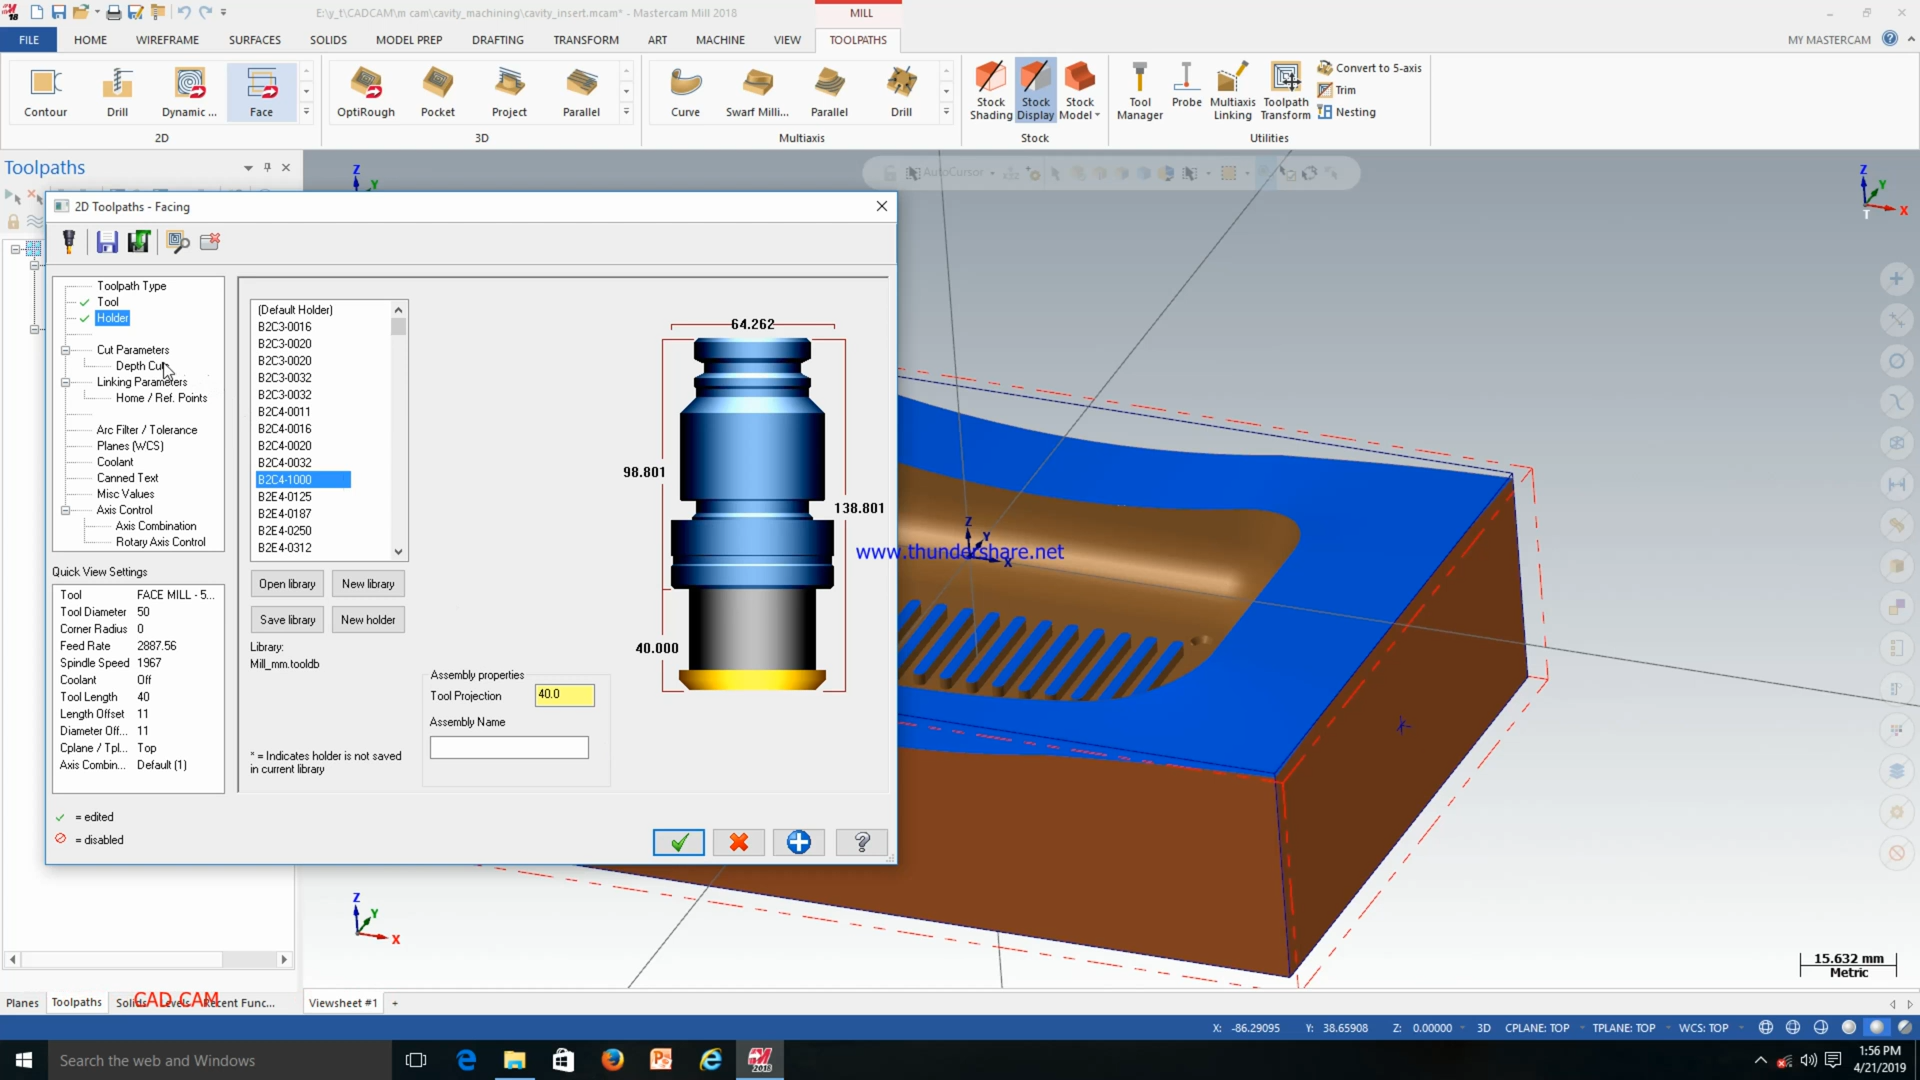 E:\y_t\CADCAM\m cam\cavity_machining\cavity_insert.mcam* - Mastercam Mill 2018
MILL
FILE HOME WIREFRAME SURFACES SOLIDS MODEL PREP DRAFTING TRANSFORM ART MACHINE VIEW TOOLPATHS
MY MASTERCAM
Contour Drill Dynamic ... Face
2D
OptiRough Pocket Project Parallel
3D
Curve Swarf Milli... Parallel Drill
Multiaxis
Stock Shading Stock Display Stock Model
Stock
Tool Manager Probe Multiaxis Linking Toolpath Transform
Convert to 5-axis
Trim
Nesting
Utilities
Toolpaths
AutoCursor
2D Toolpaths - Facing
Toolpath Type
Tool
Holder
Cut Parameters
Depth Cu
Linking Parameters
Home / Ref. Points
Arc Filter / Tolerance
Planes (WCS)
Coolant
Canned Text
Misc Values
Axis Control
Axis Combination
Rotary Axis Control
Quick View Settings
Tool FACE MILL - 5...
Tool Diameter 50
Corner Radius 0
Feed Rate 2887.56
Spindle Speed 1967
Coolant Off
Tool Length 40
Length Offset 11
Diameter Off... 11
Cplane / Tpl... Top
Axis Combin... Default (1)
= edited
= disabled
(Default Holder)
B2C3-0016
B2C3-0020
B2C3-0020
B2C3-0032
B2C3-0032
B2C4-0011
B2C4-0016
B2C4-0020
B2C4-0032
B2C4-1000
B2E4-0125
B2E4-0187
B2E4-0250
B2E4-0312
Open library New library
Save library New holder
Library:
Mill_mm.tooldb
* = Indicates holder is not saved
in current library
Assembly properties
Tool Projection 40.0
Assembly Name
64.262
98.801
138.801
40.000
www.thundershare.net
Z Y X
Z Y X T
Z
Y
Z Y X
15.632 mm
Metric
Planes Toolpaths Solids Levels Recent Func...
CAD CAM
Viewsheet #1 +
X: -86.29095 Y: 38.65908 Z: 0.00000 3D CPLANE: TOP TPLANE: TOP WCS: TOP
Search the web and Windows
1:56 PM
4/21/2019